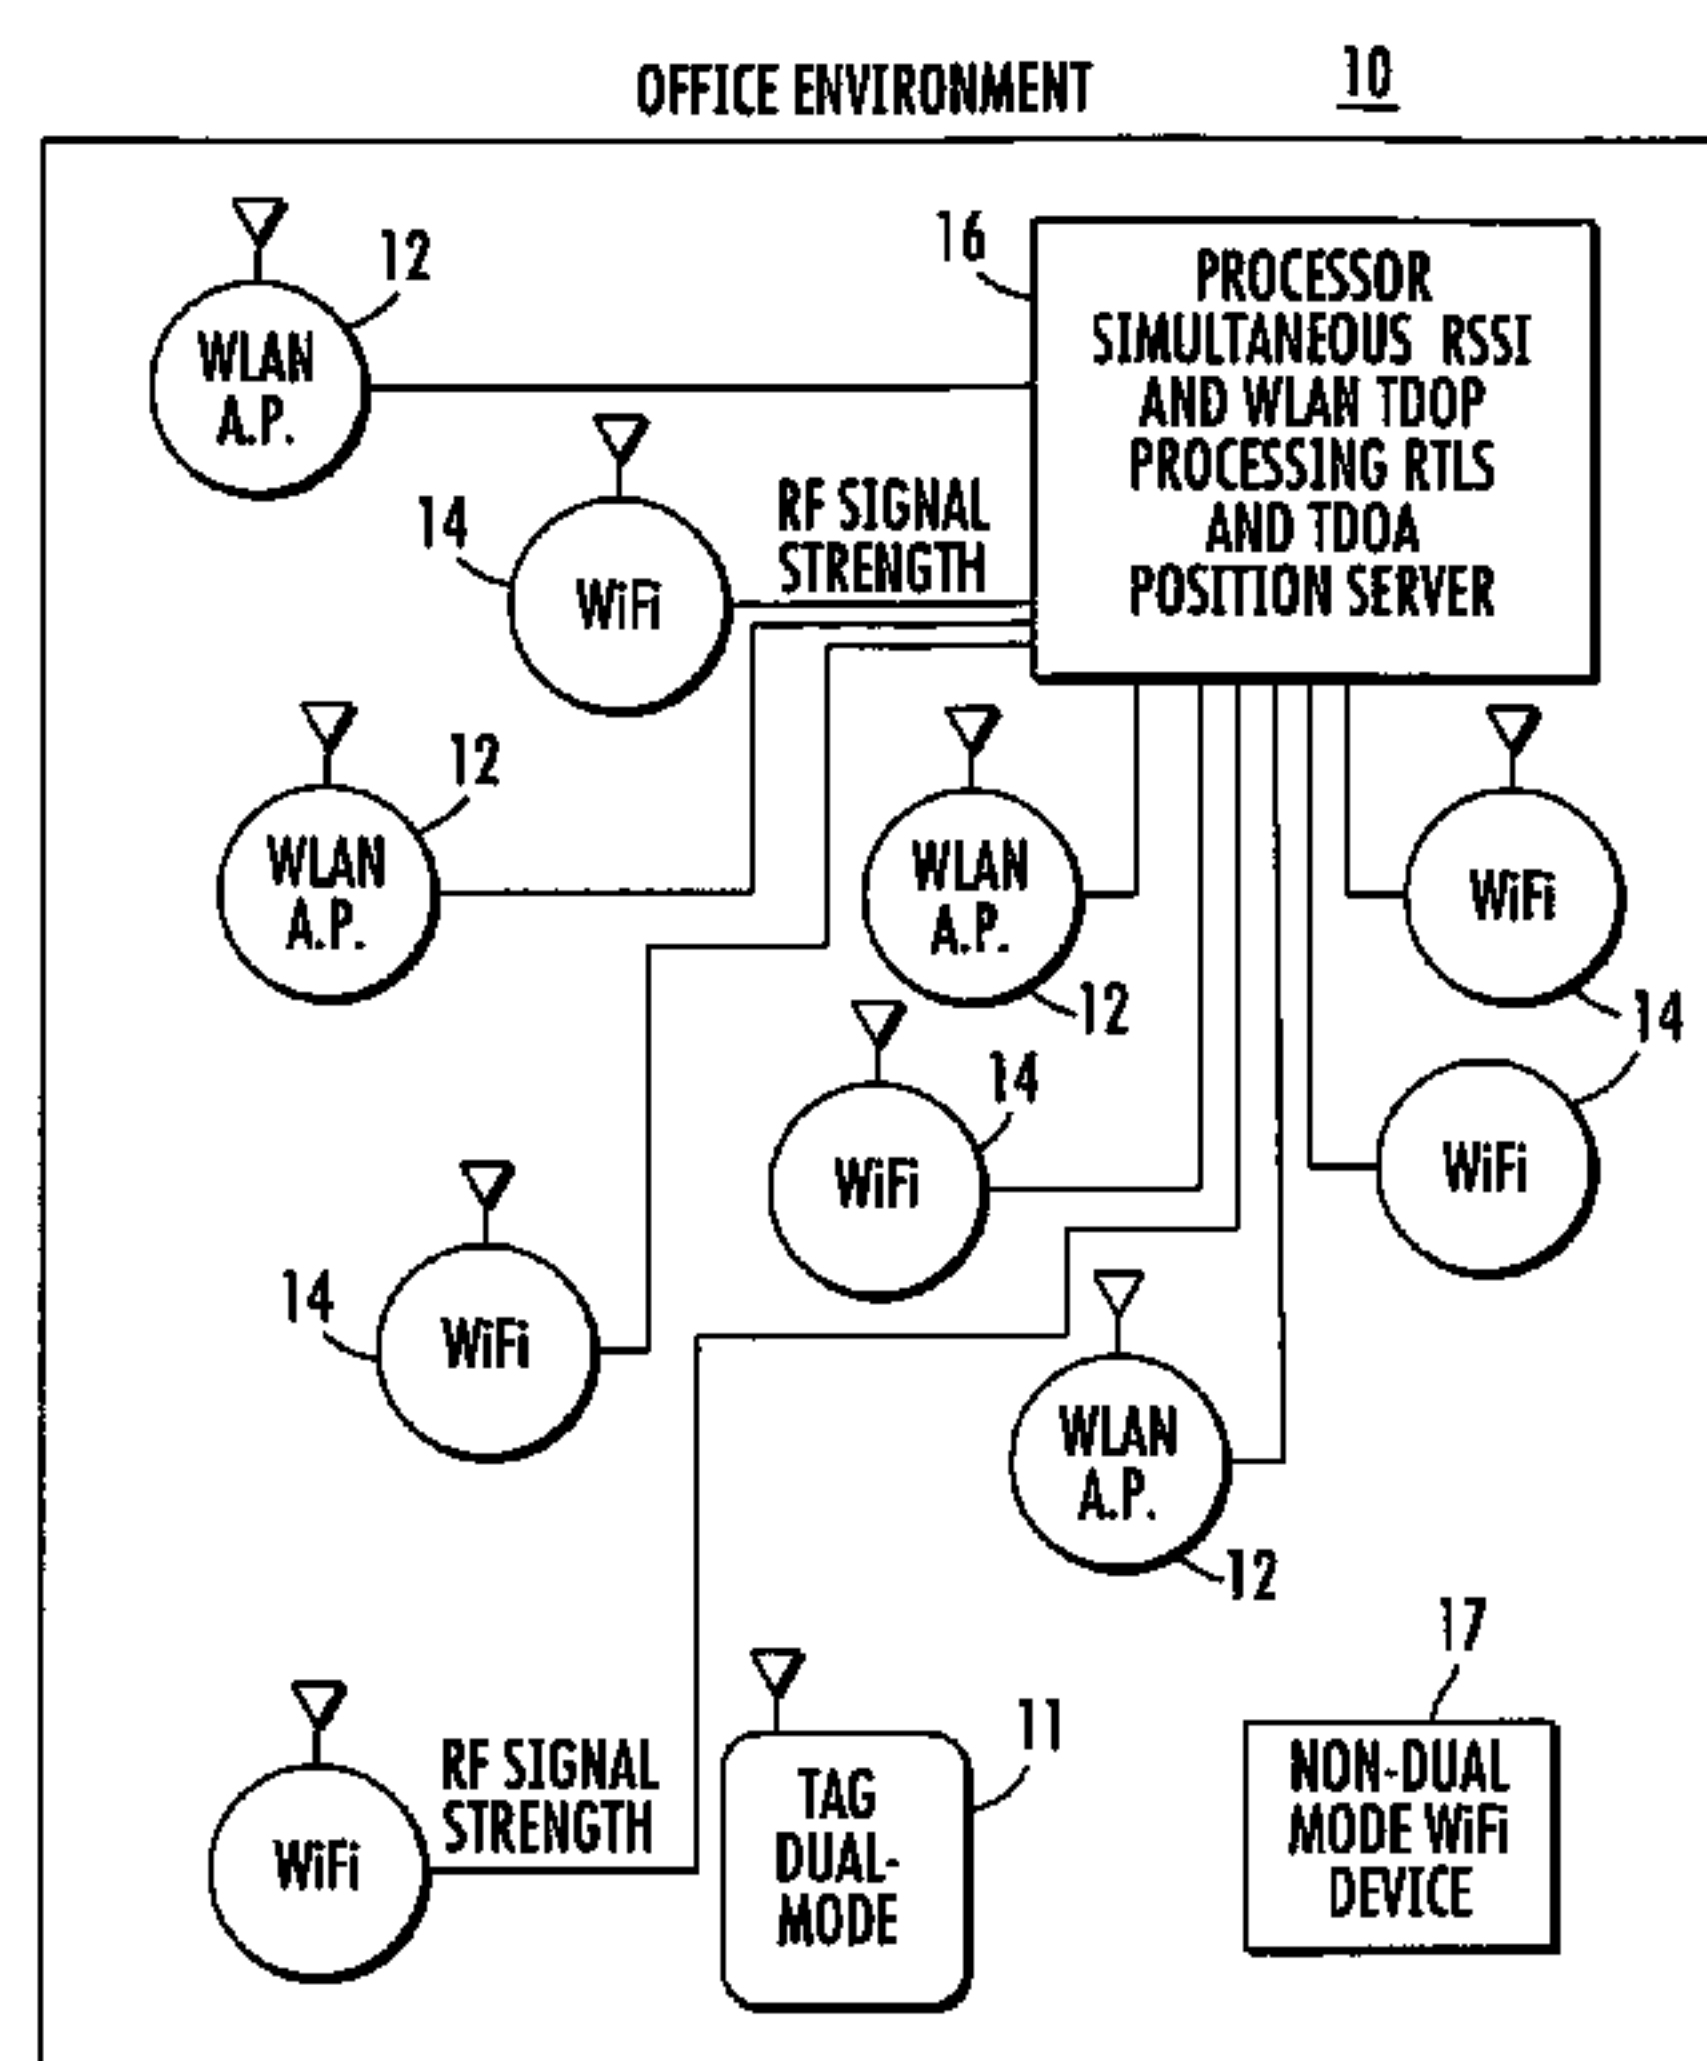 OFFICE ENVIRONMENT 10
12
WLAN
A.P.
16
PROCESSOR
SIMULTANEOUS RSSI
AND WLAN TDOP
PROCESSING RTLS
AND TDOA
POSITION SERVER
14
WiFi
RF SIGNAL
STRENGTH
12
WLAN
A.P.
WLAN
A.P.
12
WiFi
14
14
WiFi
WiFi
14
WiFi
WLAN
A.P.
12
WiFi
RF SIGNAL
STRENGTH
11
TAG
DUAL-
MODE
17
NON-DUAL
MODE WiFi
DEVICE